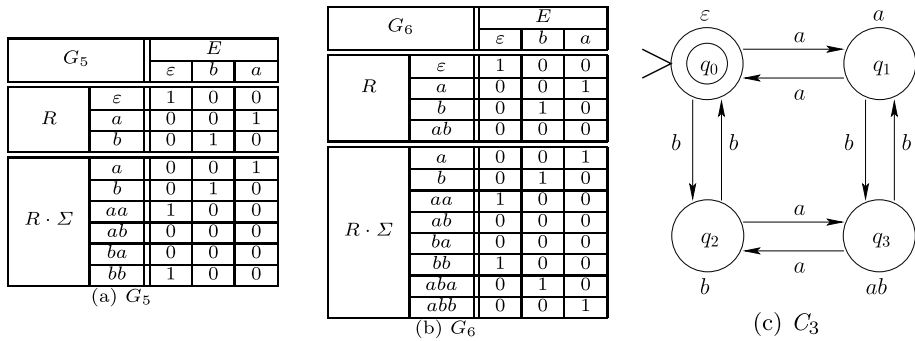 G₅ E
ε b a
R ε 1 0 0
a 0 0 1
b 0 1 0
R · Σ a 0 0 1
b 0 1 0
aa 1 0 0
ab 0 0 0
ba 0 0 0
bb 1 0 0
(a) G₅
G₆ E
ε b a
R ε 1 0 0
a 0 0 1
b 0 1 0
ab 0 0 0
R · Σ a 0 0 1
b 0 1 0
aa 1 0 0
ab 0 0 0
ba 0 0 0
bb 1 0 0
aba 0 1 0
abb 0 0 1
(b) G₆
ε a
a
q₀ q₁
a
b b b b
a
q₂ q₃
a
b ab
(c) C₃